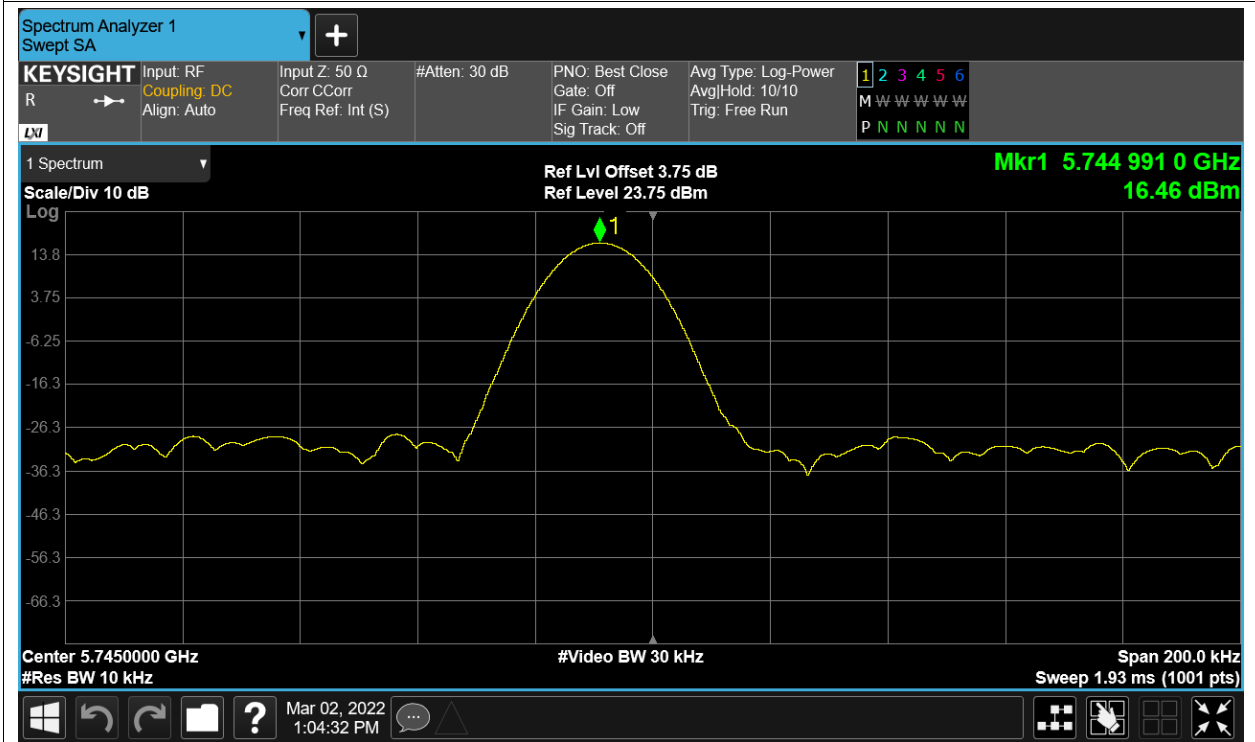 Spectrum Analyzer 1
Swept SA
+
KEYSIGHT
R
LXI
Input: RF
Coupling: DC
Align: Auto
Input Z: 50 Ω
Corr CCorr
Freq Ref: Int (S)
#Atten: 30 dB
PNO: Best Close
Gate: Off
IF Gain: Low
Sig Track: Off
Avg Type: Log-Power
Avg|Hold: 10/10
Trig: Free Run
1 2 3 4 5 6
M W W W W W
P N N N N N
1 Spectrum
Scale/Div 10 dB
Log
Ref Lvl Offset 3.75 dB
Ref Level 23.75 dBm
Mkr1 5.744 991 0 GHz
16.46 dBm
1
13.8
3.75
-6.25
-16.3
-26.3
-36.3
-46.3
-56.3
-66.3
Center 5.7450000 GHz
#Res BW 10 kHz
#Video BW 30 kHz
Span 200.0 kHz
Sweep 1.93 ms (1001 pts)
?
Mar 02, 2022
1:04:32 PM